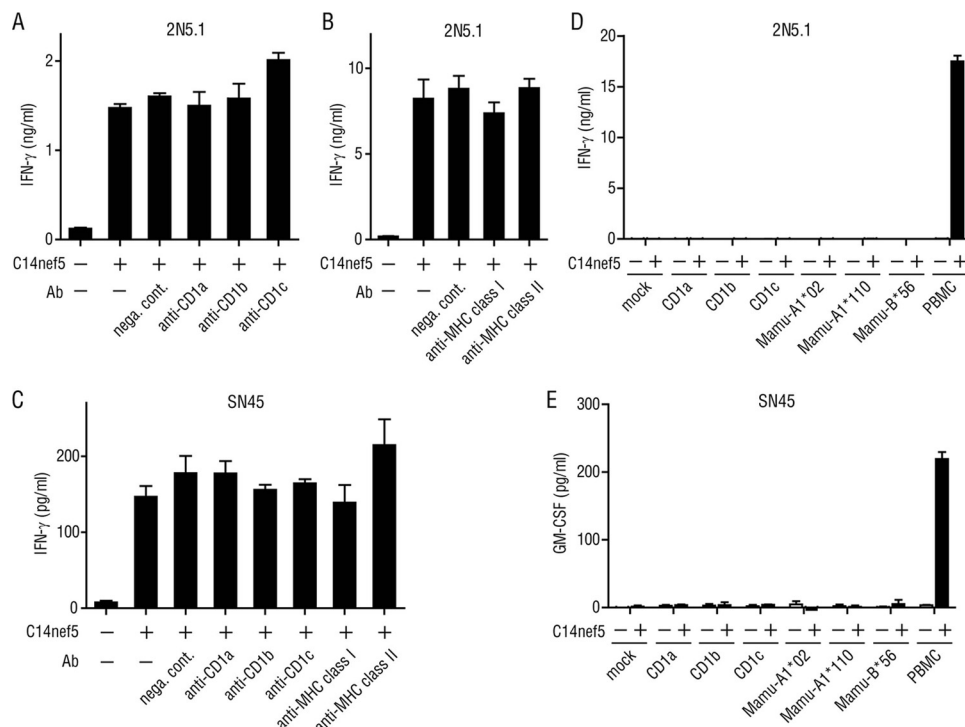 A
2N5.1
IFN-γ (ng/ml)
2
1
0
C14nef5 — + + + + +
Ab — —
nega. cont.
anti-CD1a
anti-CD1b
anti-CD1c
B
2N5.1
IFN-γ (ng/ml)
10
5
0
C14nef5 — + + + +
Ab — —
nega. cont.
anti-MHC class I
anti-MHC class II
D
2N5.1
IFN-γ (ng/ml)
20
15
10
5
0
C14nef5 — + — + — + — + — + — + — + — +
mock
CD1a
CD1b
CD1c
Mamu-A1*02
Mamu-A1*110
Mamu-B*56
PBMC
C
SN45
IFN-γ (pg/ml)
200
100
0
C14nef5 — + + + + + + +
Ab — —
nega. cont.
anti-CD1a
anti-CD1b
anti-CD1c
anti-MHC class I
anti-MHC class II
E
SN45
GM-CSF (pg/ml)
300
200
100
0
C14nef5 — + — + — + — + — + — + — + — +
mock
CD1a
CD1b
CD1c
Mamu-A1*02
Mamu-A1*110
Mamu-B*56
PBMC